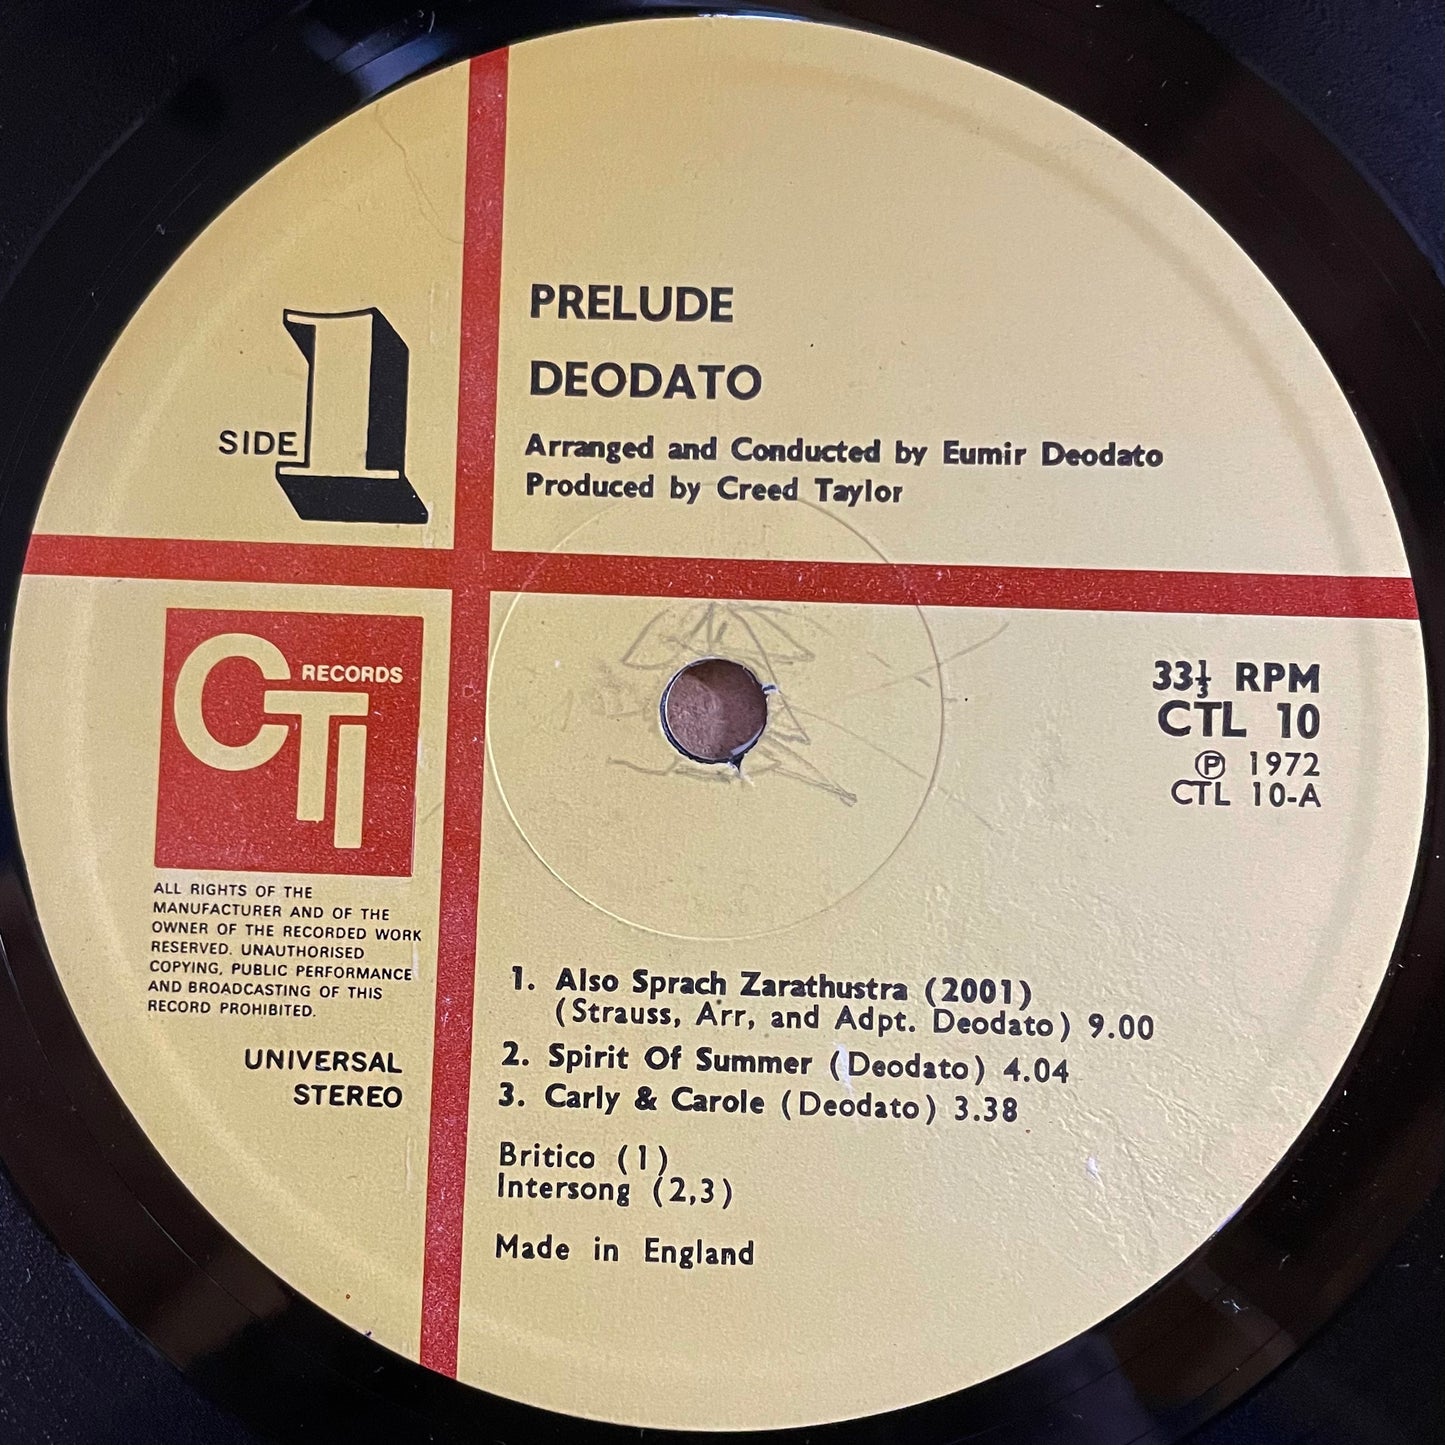 PRELUDE
DEODATO
Arranged and Conducted by Eumir Deodato
Produced by Creed Taylor
SIDE 1
CTI RECORDS
ALL RIGHTS OF THE
MANUFACTURER AND OF THE
OWNER OF THE RECORDED WORK
RESERVED. UNAUTHORISED
COPYING, PUBLIC PERFORMANCE
AND BROADCASTING OF THIS
RECORD PROHIBITED.
UNIVERSAL
STEREO
33⅓ RPM
CTL 10
℗ 1972
CTL 10-A
1. Also Sprach Zarathustra (2001)
(Strauss, Arr, and Adpt. Deodato) 9.00
2. Spirit Of Summer (Deodato) 4.04
3. Carly & Carole (Deodato) 3.38
Britico (1)
Intersong (2,3)
Made in England